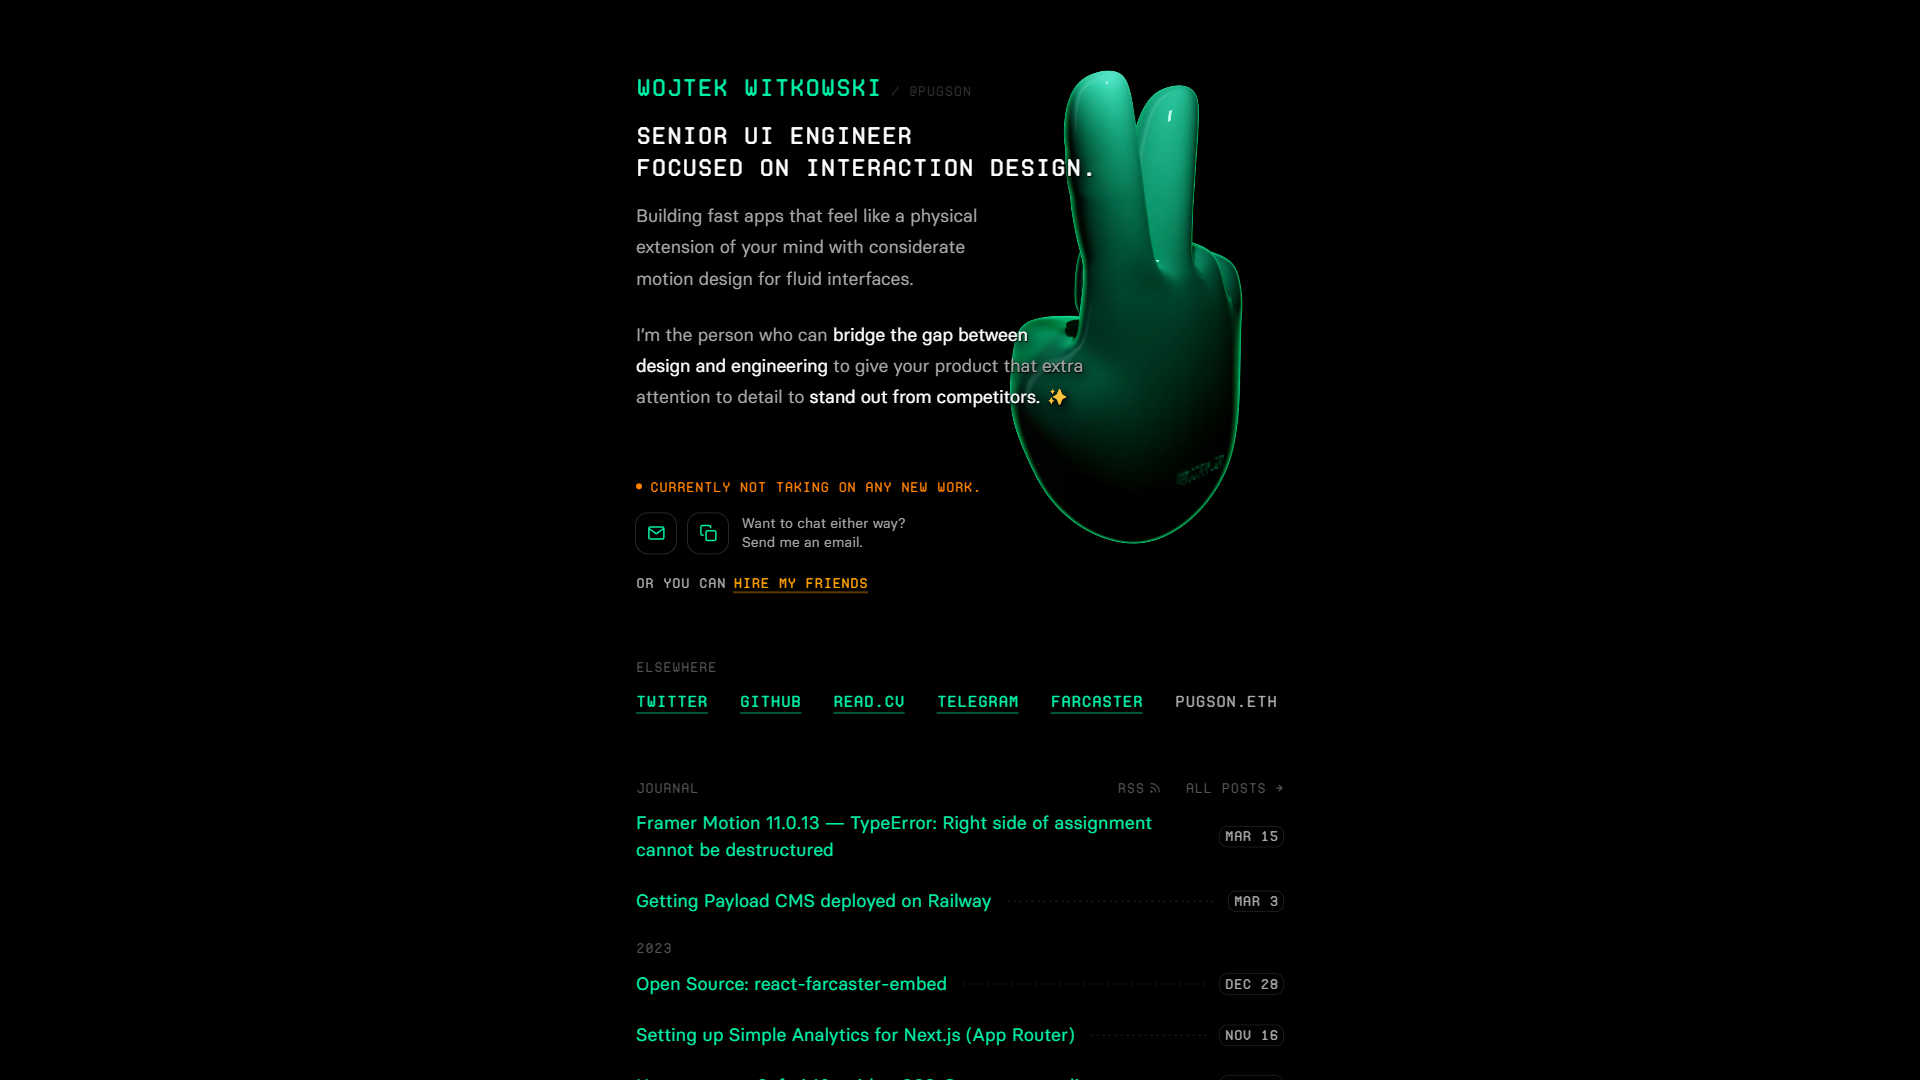 WOJTEK WITKOWSKI / @PUGSON
SENIOR UI ENGINEER
FOCUSED ON INTERACTION DESIGN.
Building fast apps that feel like a physical
extension of your mind with considerate
motion design for fluid interfaces.
I'm the person who can bridge the gap between
design and engineering to give your product that extra
attention to detail to stand out from competitors. ✨
CURRENTLY NOT TAKING ON ANY NEW WORK.
Want to chat either way?
Send me an email.
OR YOU CAN HIRE MY FRIENDS
ELSEWHERE
TWITTER GITHUB READ.CV TELEGRAM FARCASTER PUGSON.ETH
JOURNAL RSS ALL POSTS →
Framer Motion 11.0.13 — TypeError: Right side of assignment
cannot be destructured MAR 15
Getting Payload CMS deployed on Railway MAR 3
2023
Open Source: react-farcaster-embed DEC 28
Setting up Simple Analytics for Next.js (App Router) NOV 16